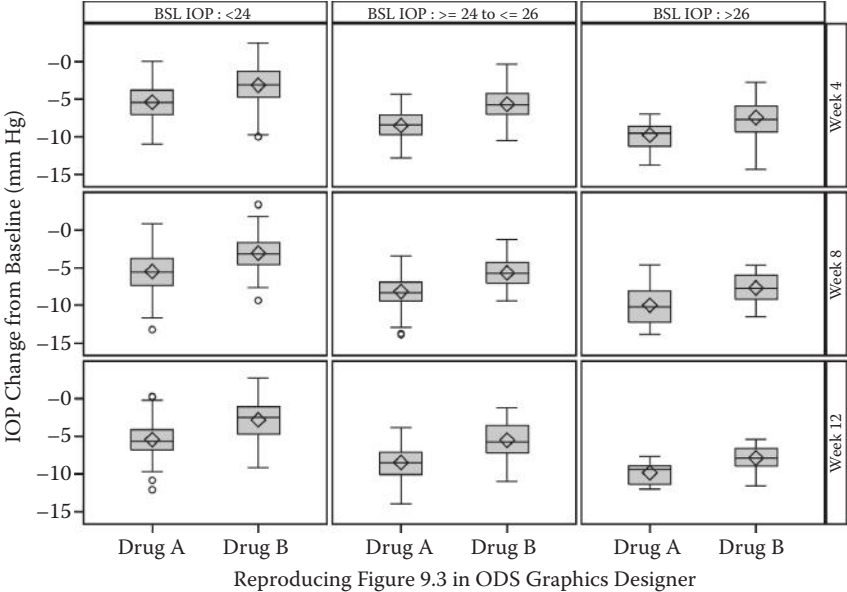 BSL IOP : <24
BSL IOP : >= 24 to <= 26
BSL IOP : >26
IOP Change from Baseline (mm Hg)
−0
−5
−10
−15
Week 4
−0
−5
−10
−15
Week 8
−0
−5
−10
−15
Week 12
Drug A Drug B Drug A Drug B Drug A Drug B
Reproducing Figure 9.3 in ODS Graphics Designer